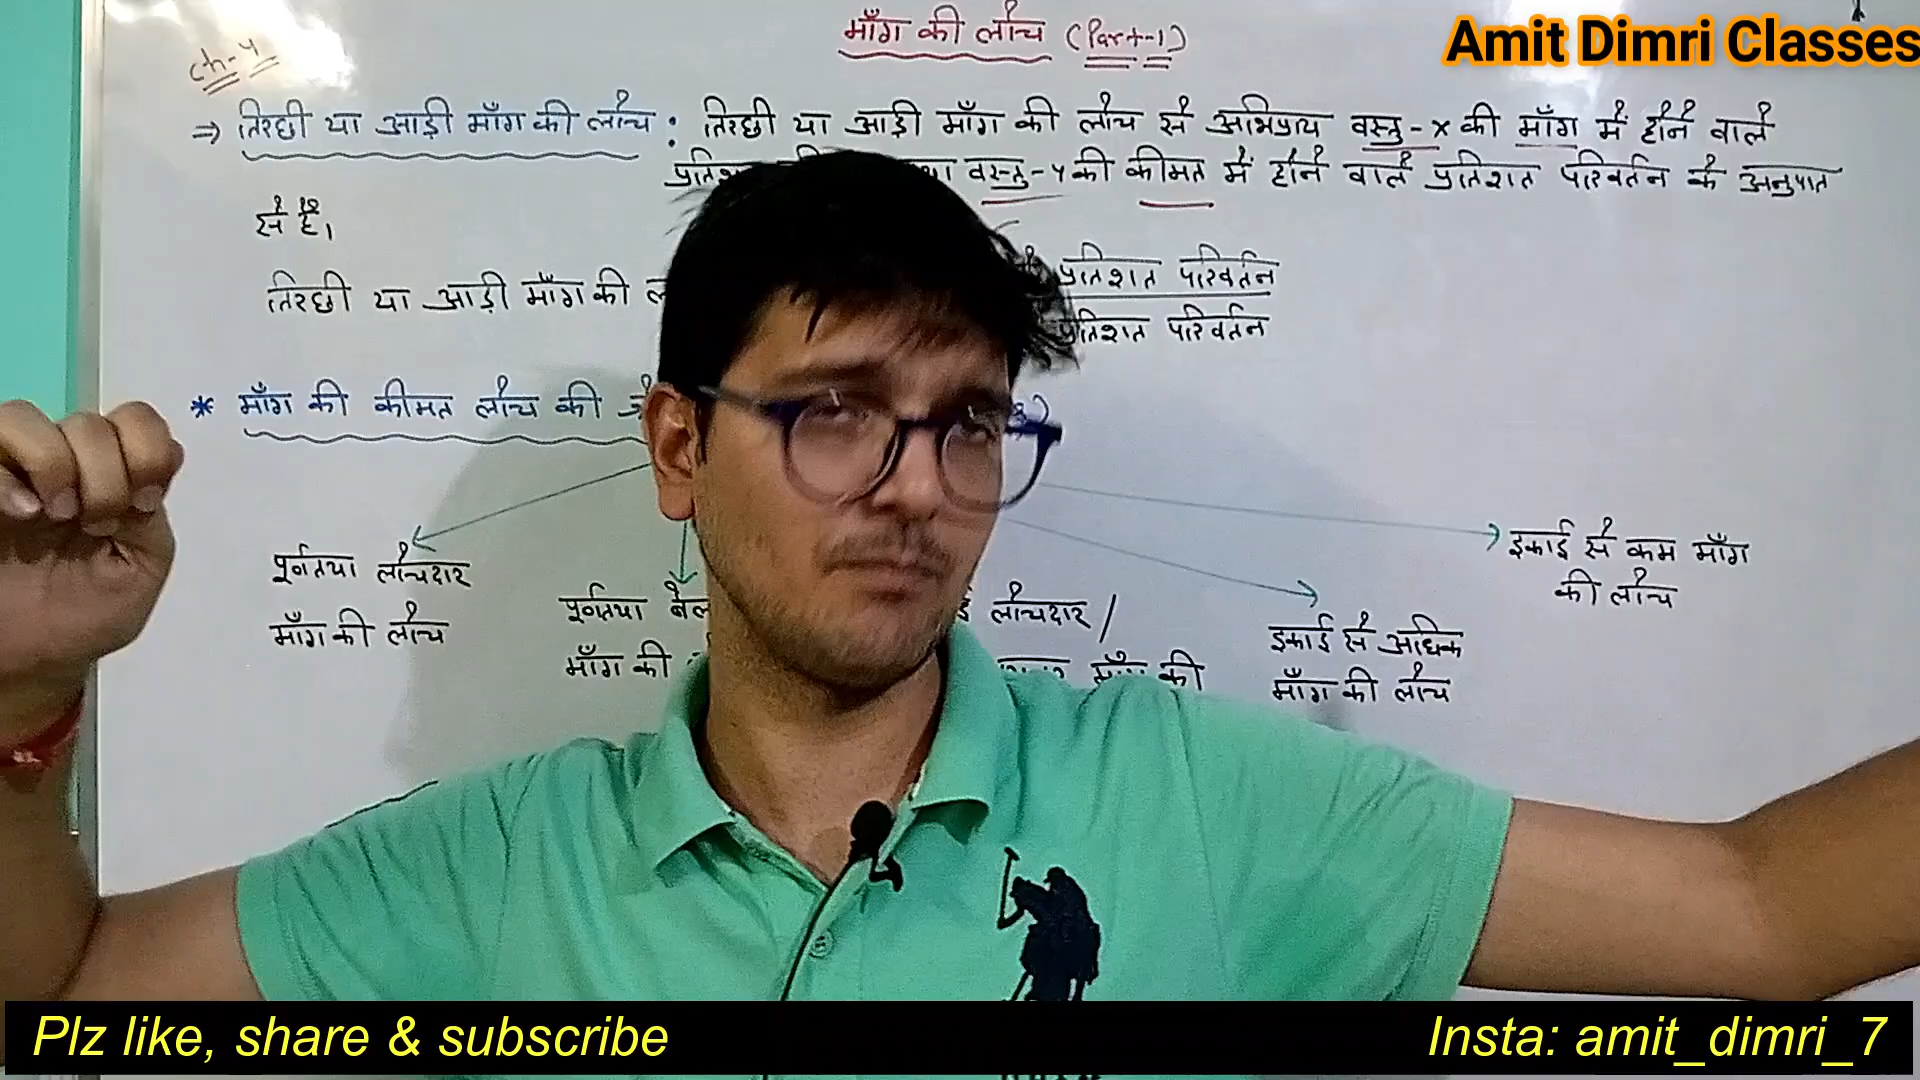 माँग की लोच (Part-1)
Amit Dimri Classes
ch-4
⇒ तिरछी या आड़ी माँग की लोच : तिरछी या आड़ी माँग की लोच से अभिप्राय वस्तु-x की माँग में होने वाले
वस्तु-y की कीमत में होने वाले प्रतिशत परिवर्तन के अनुपात
से है।
तिरछी या आड़ी माँग की
प्रतिशत परिवर्तन
प्रतिशत परिवर्तन
* माँग की कीमत लोच की
पूर्णतया लोचदार
माँग की लोच
पूर्णतया
माँग की
लोचदार /
माँग की
इकाई से अधिक
माँग की लोच
इकाई से कम माँग
की लोच
Plz like, share & subscribe
Insta: amit_dimri_7